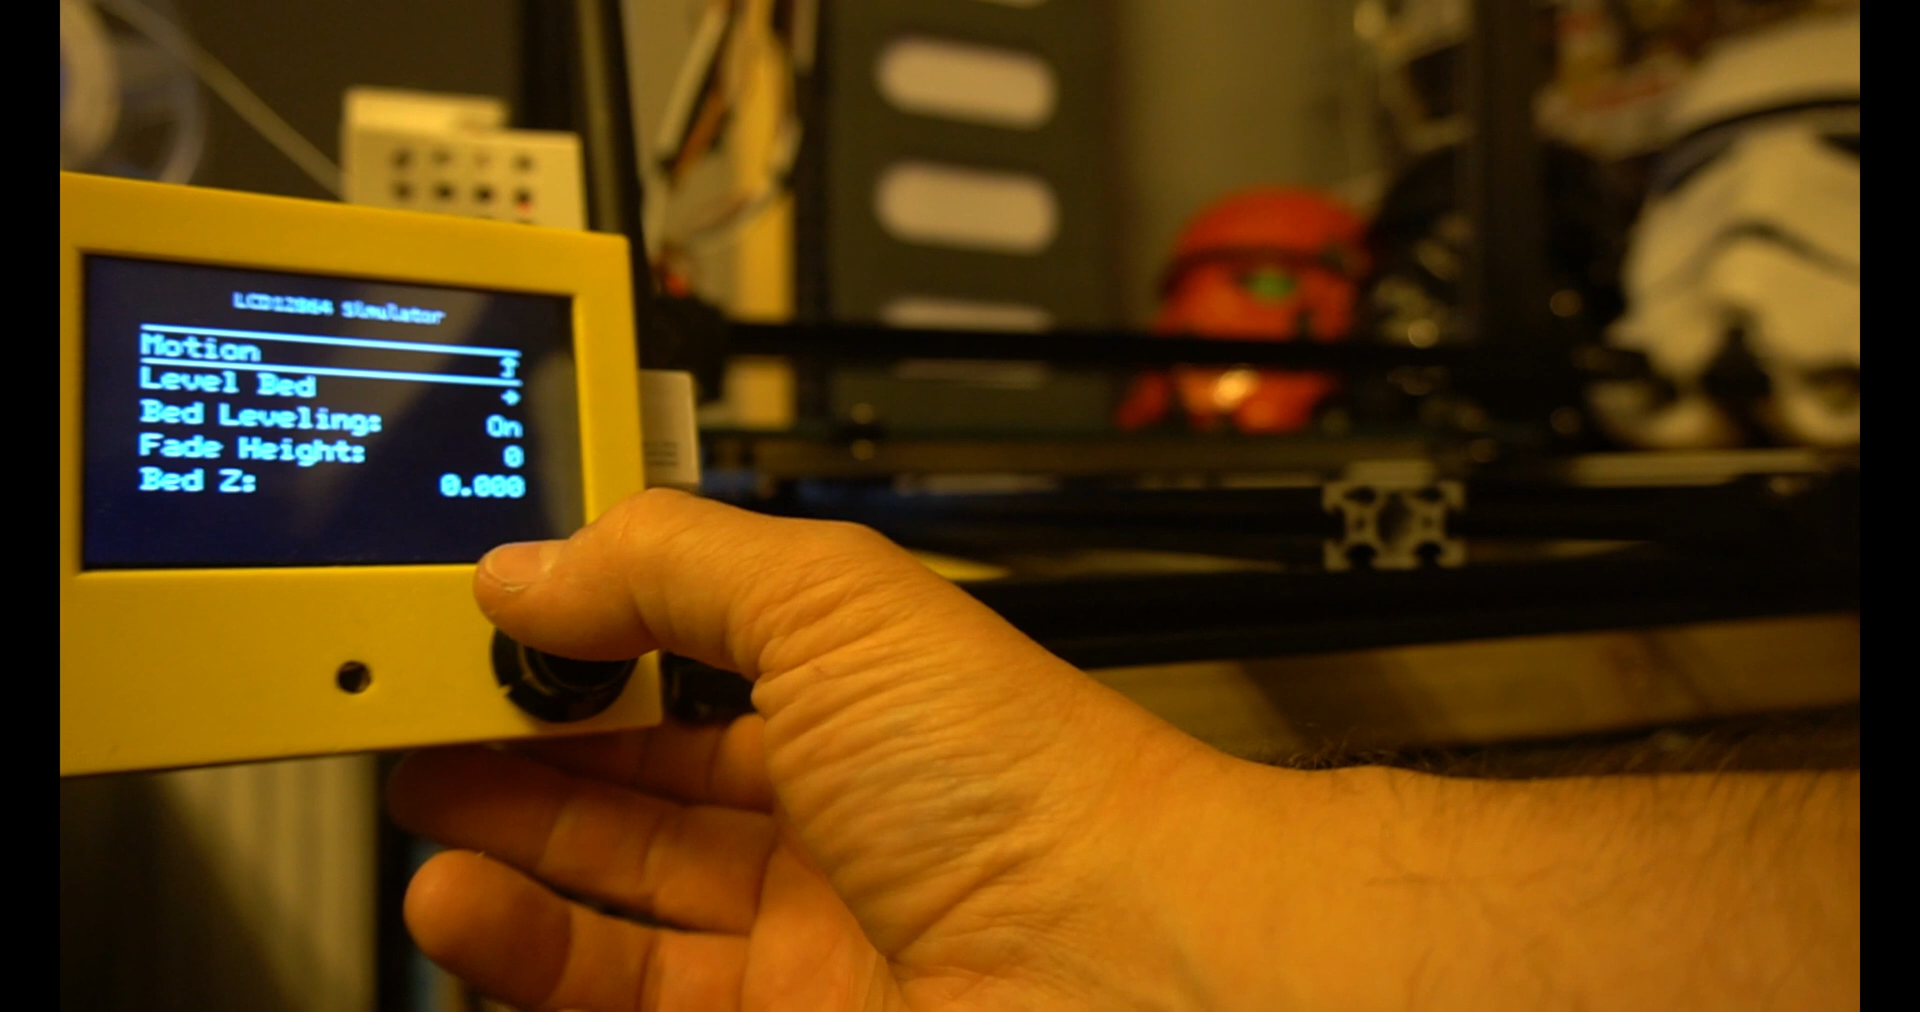 LCD12864 Simulator
Motion
Level Bed
Bed Leveling: On
Fade Height: 0
Bed Z: 0.000